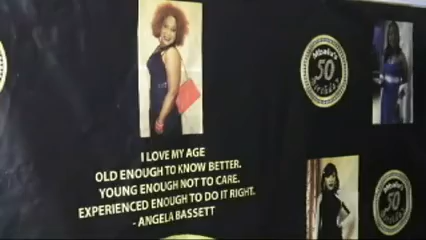 I LOVE MY AGE
OLD ENOUGH TO KNOW BETTER.
YOUNG ENOUGH NOT TO CARE.
EXPERIENCED ENOUGH TO DO IT RIGHT.
- ANGELA BASSETT
50
Birthday
50